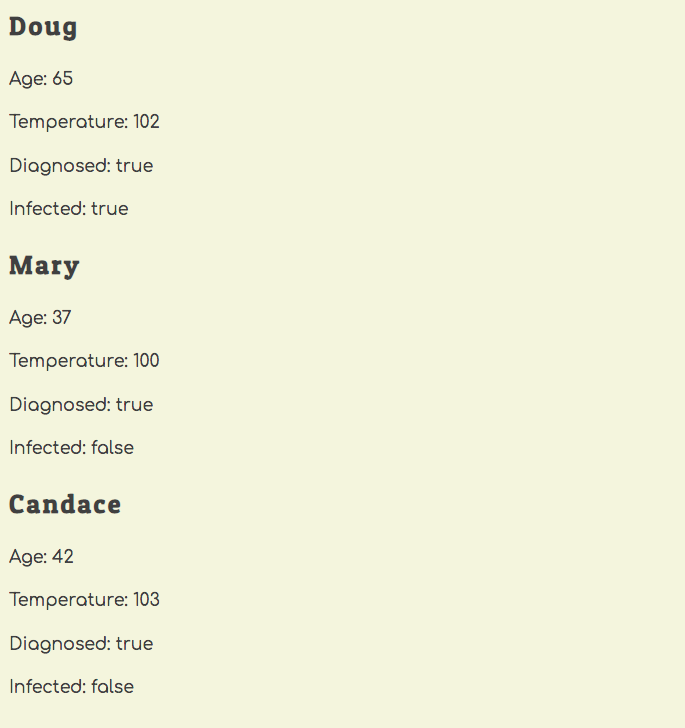 Doug
Age: 65
Temperature: 102
Diagnosed: true
Infected: true
Mary
Age: 37
Temperature: 100
Diagnosed: true
Infected: false
Candace
Age: 42
Temperature: 103
Diagnosed: true
Infected: false